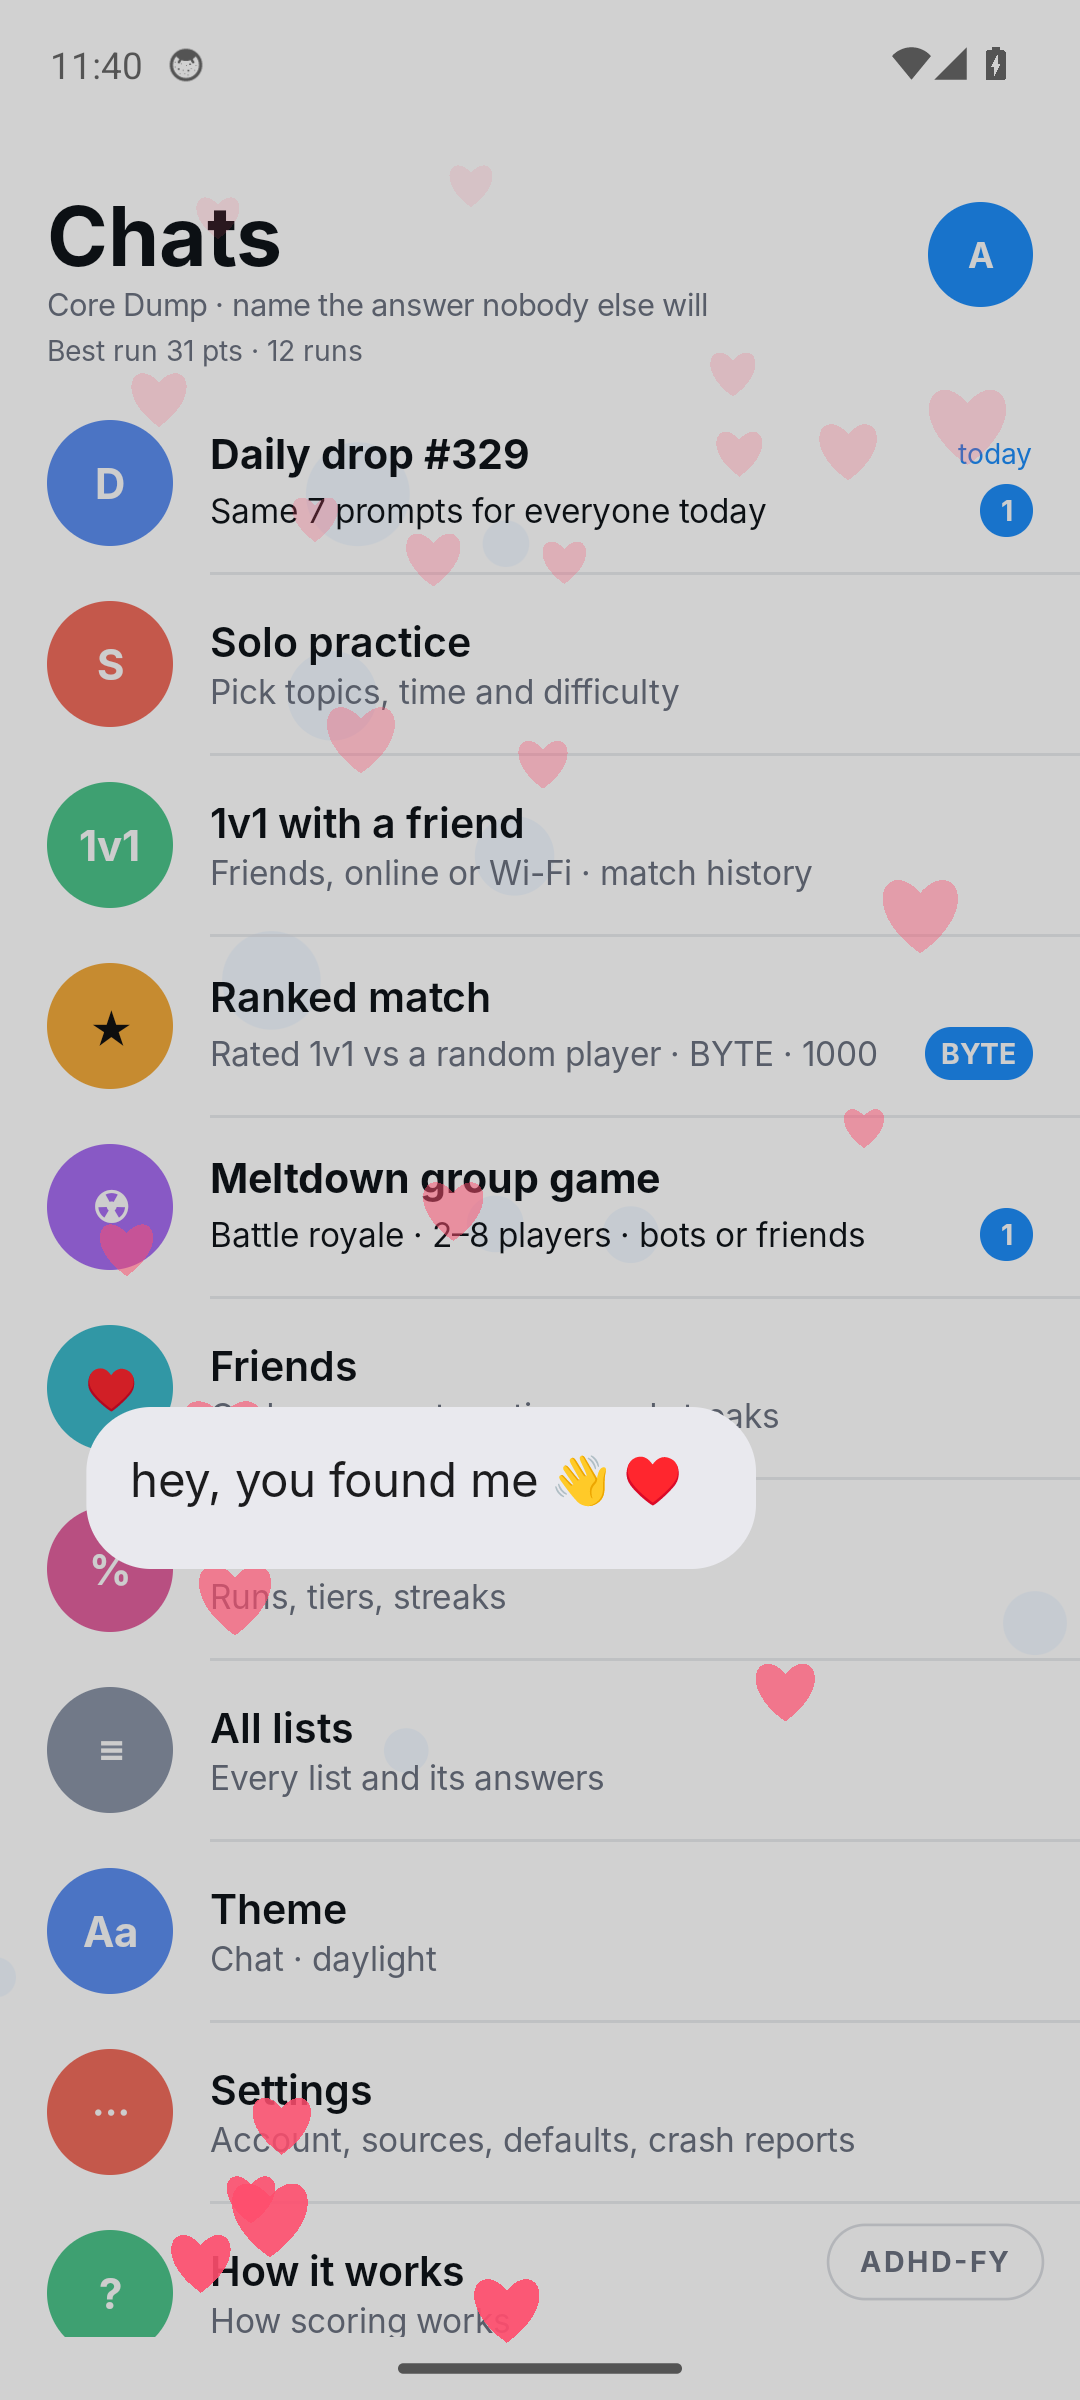 11:40
Chats
A
Core Dump · name the answer nobody else will
Best run 31 pts · 12 runs
D
Daily drop #329
today
Same 7 prompts for everyone today
1
S
Solo practice
Pick topics, time and difficulty
1v1
1v1 with a friend
Friends, online or Wi-Fi · match history
★
Ranked match
Rated 1v1 vs a random player · BYTE · 1000
BYTE
☢
Meltdown group game
Battle royale · 2–8 players · bots or friends
1
Friends
hey, you found me 👋 ♥️
%
Runs, tiers, streaks
≡
All lists
Every list and its answers
Aa
Theme
Chat · daylight
···
Settings
Account, sources, defaults, crash reports
?
How it works
ADHD-FY
How scoring works